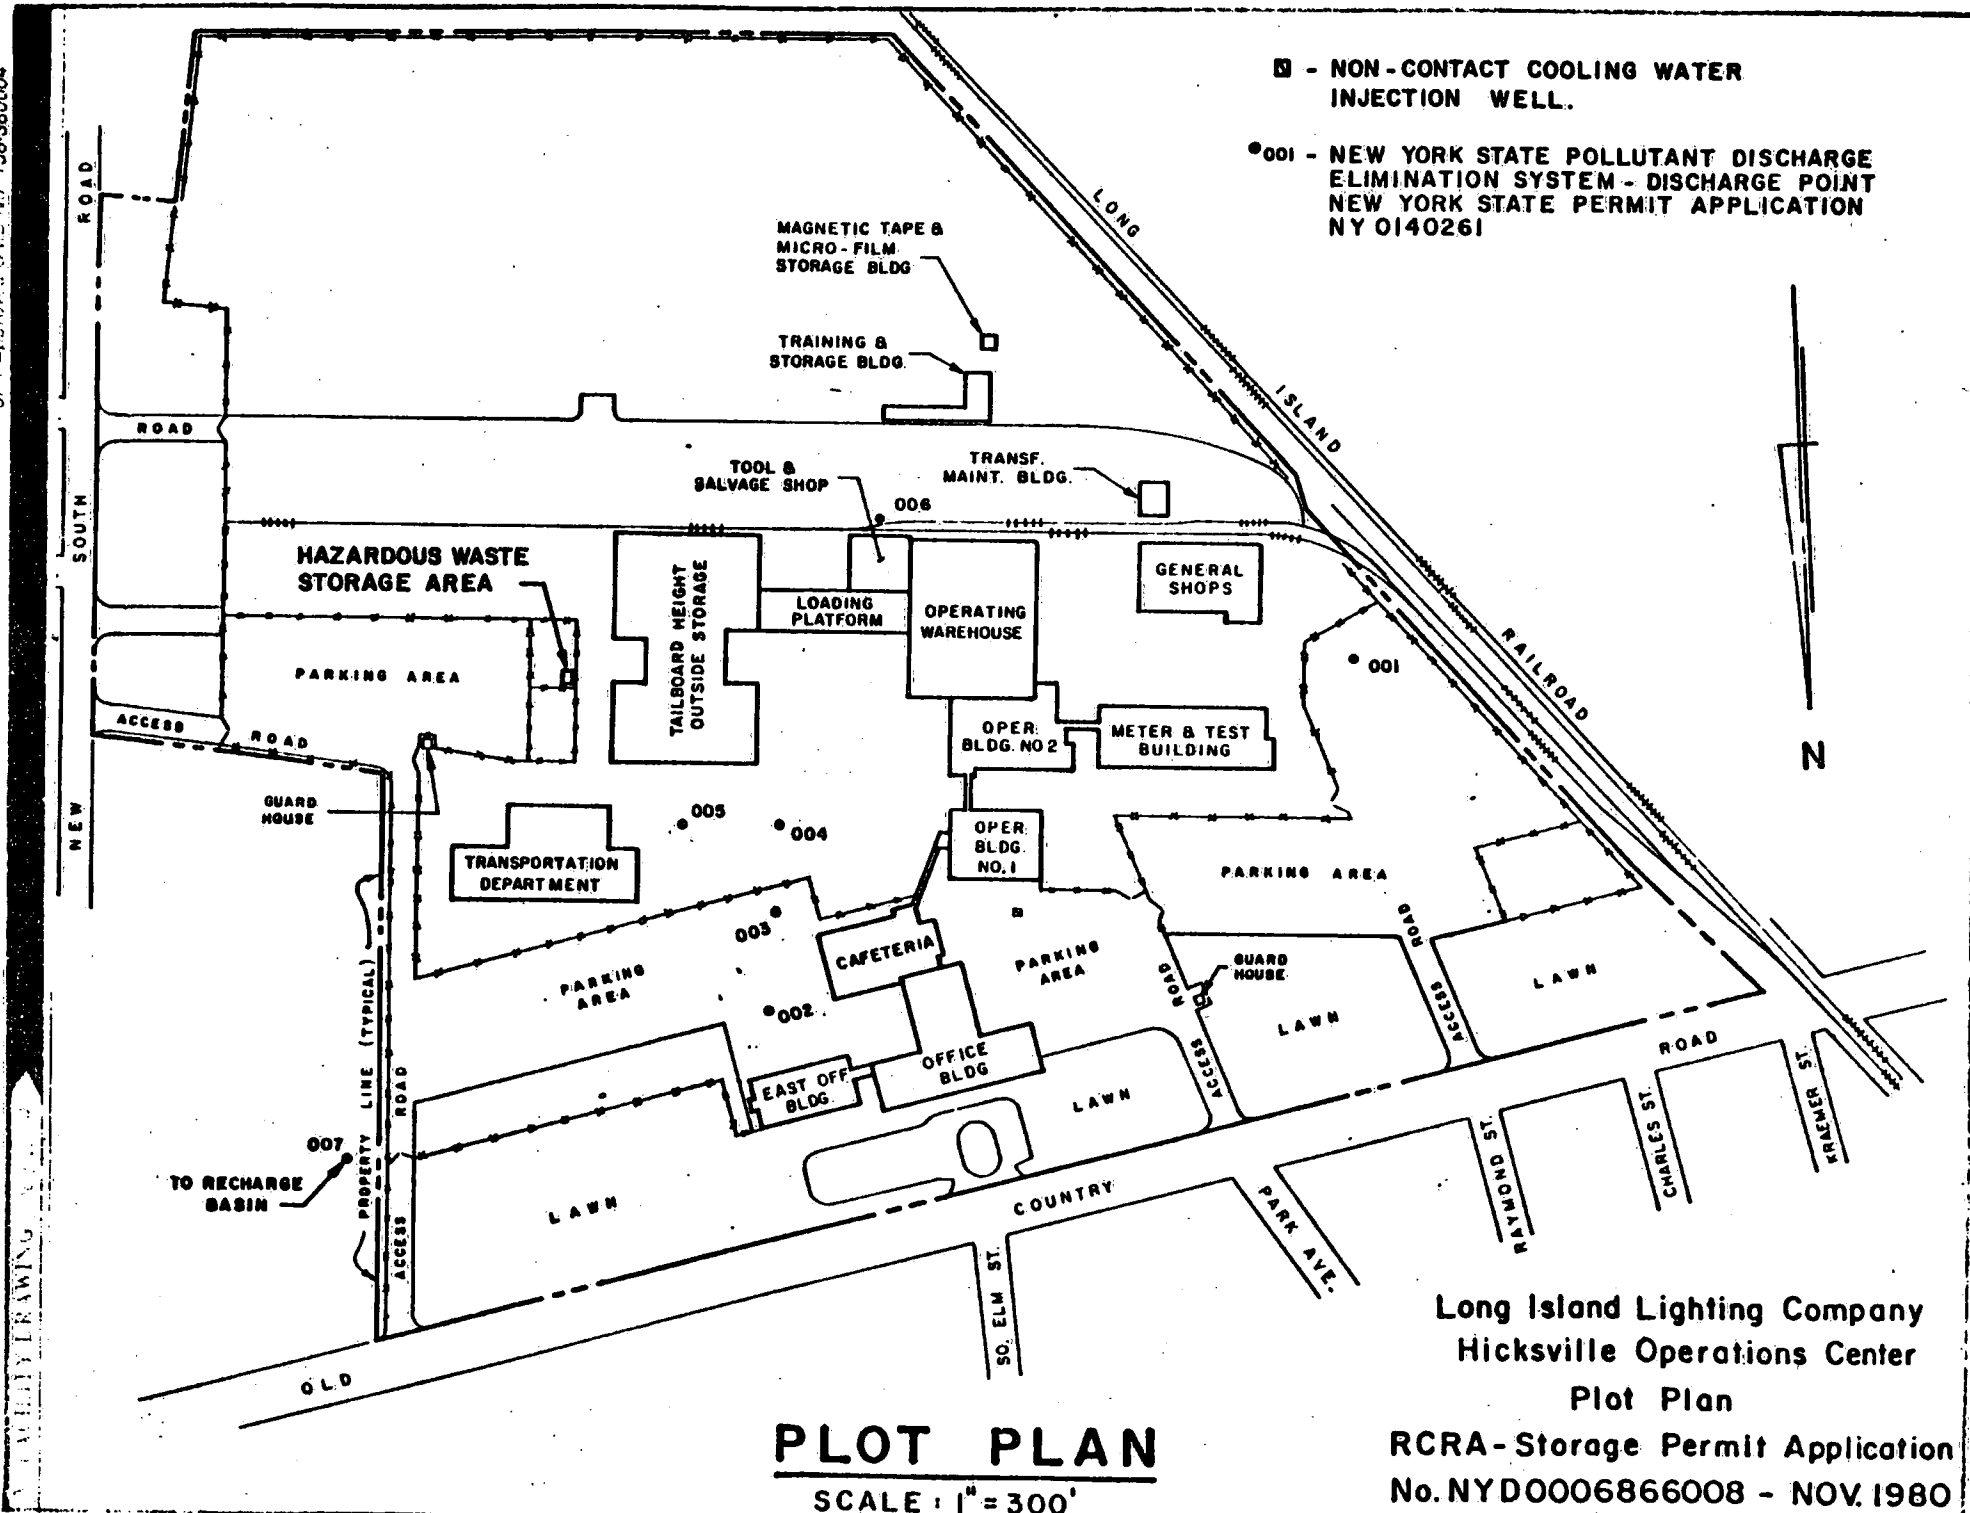 - NON-CONTACT COOLING WATER
INJECTION WELL.
001 - NEW YORK STATE POLLUTANT DISCHARGE
ELIMINATION SYSTEM - DISCHARGE POINT
NEW YORK STATE PERMIT APPLICATION
NY 0140261
ROAD
LONG
MAGNETIC TAPE &
MICRO-FILM
STORAGE BLDG
TRAINING &
STORAGE BLDG.
ISLAND
ROAD
TOOL &
SALVAGE SHOP
TRANSF.
MAINT. BLDG.
006
SOUTH
HAZARDOUS WASTE
STORAGE AREA
TAILBOARD HEIGHT
OUTSIDE STORAGE
LOADING
PLATFORM
OPERATING
WAREHOUSE
GENERAL
SHOPS
RAILROAD
001
PARKING AREA
ACCESS ROAD
OPER.
BLDG. NO 2
METER & TEST
BUILDING
N
GUARD
HOUSE
NEW
005
004
OPER.
BLDG.
NO. 1
TRANSPORTATION
DEPARTMENT
PARKING AREA
003
CAFETERIA
PARKING
AREA
PARKING
AREA
GUARD
HOUSE
ACCESS ROAD
ACCESS ROAD
LAWN
LAWN
002
OFFICE
BLDG
EAST OFF
BLDG.
LAWN
ROAD
PROPERTY LINE (TYPICAL)
ACCESS ROAD
007
TO RECHARGE
BASIN
LAWN
COUNTRY
OLD
SO. ELM ST.
PARK AVE.
RAYMOND ST.
CHARLES ST.
KRAEMER ST.
Long Island Lighting Company
Hicksville Operations Center
Plot Plan
RCRA-Storage Permit Application
No. NYD0006866008 - NOV. 1980
PLOT PLAN
SCALE: 1" = 300'